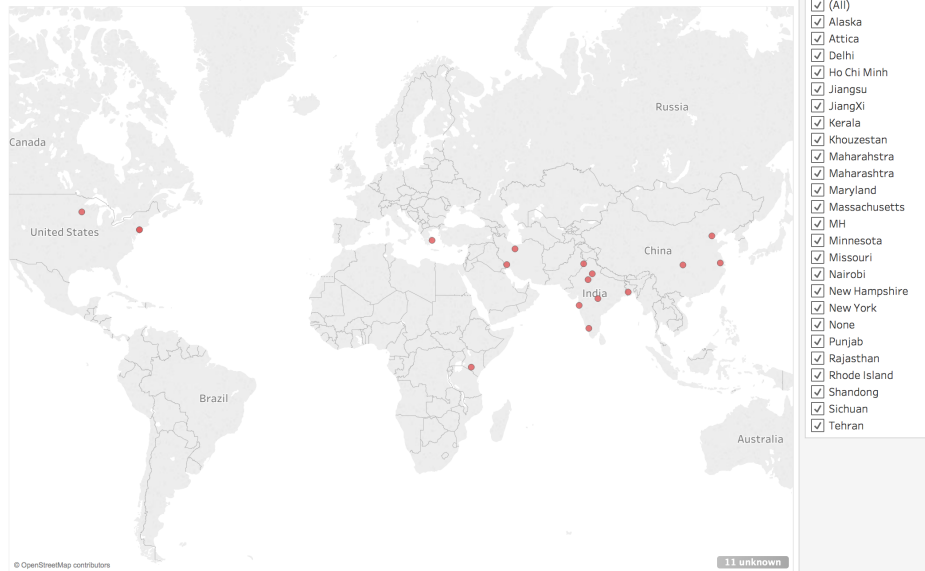 Russia
Canada
United States
China
India
Brazil
Australia
© OpenStreetMap contributors
11 unknown
(All)
Alaska
Attica
Delhi
Ho Chi Minh
Jiangsu
JiangXi
Kerala
Khouzestan
Maharahstra
Maharashtra
Maryland
Massachusetts
MH
Minnesota
Missouri
Nairobi
New Hampshire
New York
None
Punjab
Rajasthan
Rhode Island
Shandong
Sichuan
Tehran